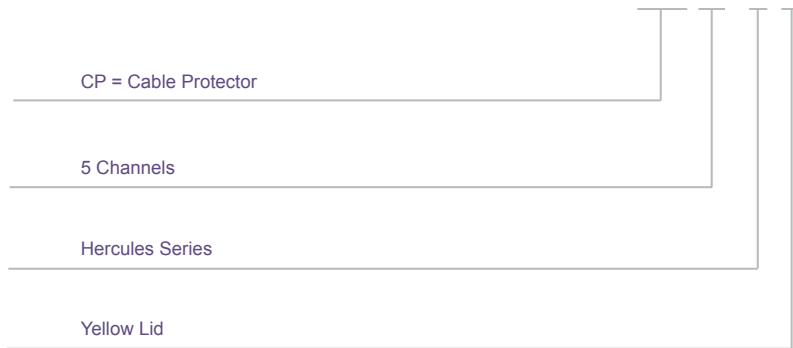 CP = Cable Protector
5 Channels
Hercules Series
Yellow Lid